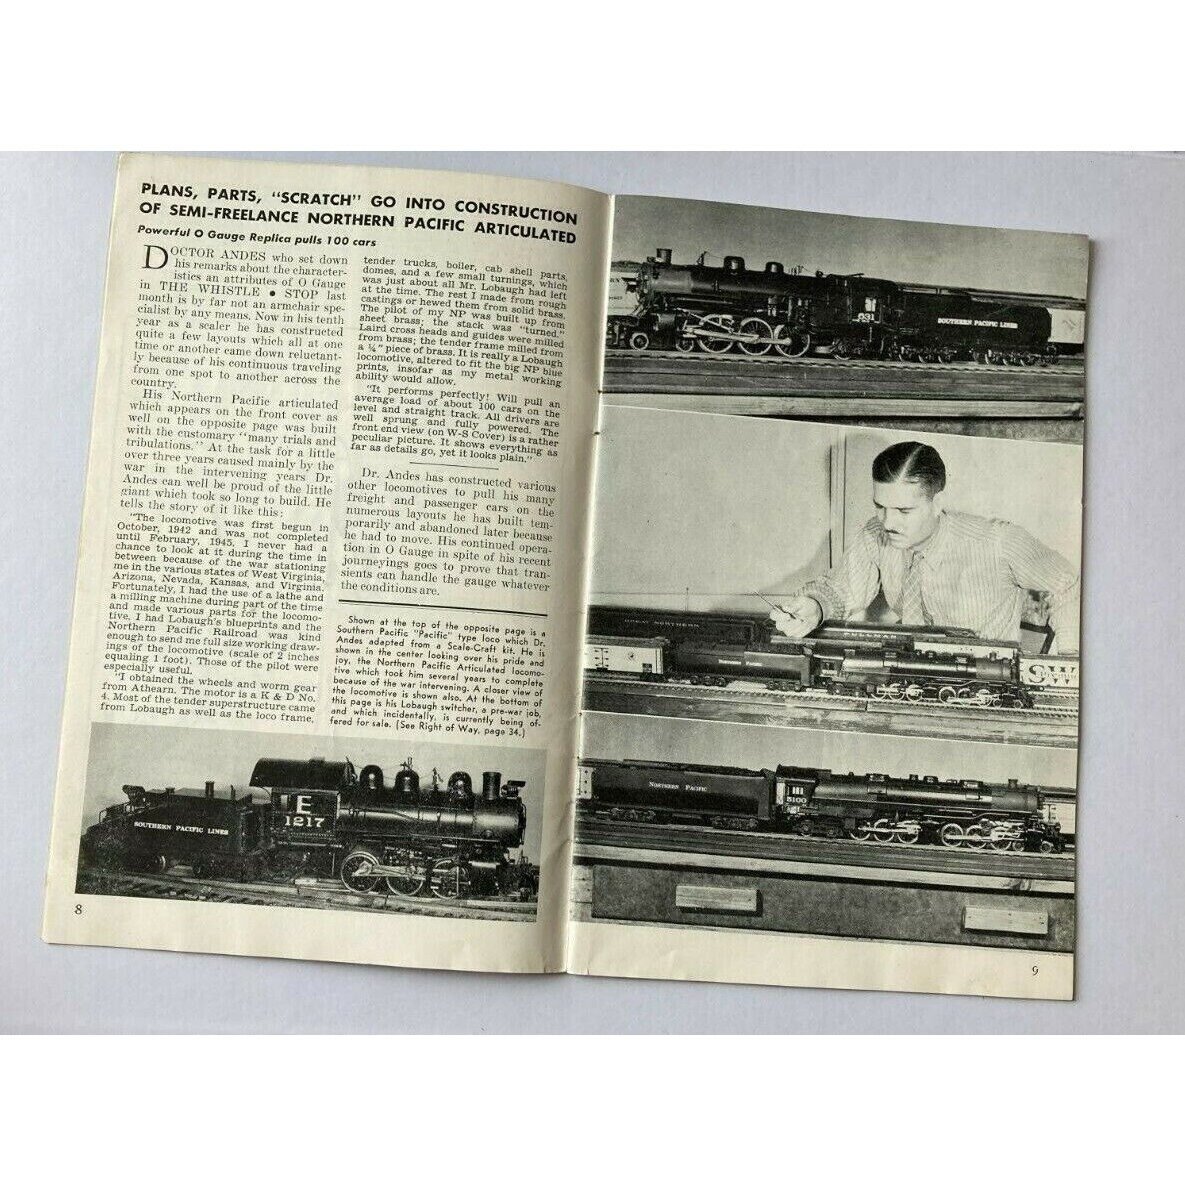 PLANS, PARTS, "SCRATCH" GO INTO CONSTRUCTION
OF SEMI-FREELANCE NORTHERN PACIFIC ARTICULATED
Powerful O Gauge Replica pulls 100 cars
DOCTOR ANDES who set down
his remarks about the character-
istics an attributes of O Gauge
in THE WHISTLE • STOP last
month is by far not an armchair spe-
cialist by any means. Now in his tenth
year as a scaler he has constructed
quite a few layouts which all at one
time or another came down reluctant-
ly because of his continuous traveling
from one spot to another across the
country.
His Northern Pacific articulated
which appears on the front cover as
well on the opposite page was built
with the customary "many trials and
tribulations." At the task for a little
over three years caused mainly by the
war in the intervening years Dr.
Andes can well be proud of the little
giant which took so long to build. He
tells the story of it like this:
"The locomotive was first begun in
October, 1942 and was not completed
until February, 1945. I never had a
chance to look at it during the time in
between because of the war stationing
me in the various states of West Virginia,
Arizona, Nevada, Kansas, and Virginia.
Fortunately, I had the use of a lathe and
a milling machine during part of the time
and made various parts for the locomo-
tive. I had Lobaugh's blueprints and the
Northern Pacific Railroad was kind
enough to send me full size working draw-
ings of the locomotive (scale of 2 inches
equaling 1 foot). Those of the pilot were
especially useful.
"I obtained the wheels and worm gear
from Athearn. The motor is a K & D No.
4. Most of the tender superstructure came
from Lobaugh as well as the loco frame,
tender trucks, boiler, cab shell parts,
domes, and a few small turnings, which
was just about all Mr. Lobaugh had left
at the time. The rest I made from rough
castings or hewed them from solid brass.
The pilot of my NP was built up from
sheet brass; the stack was "turned."
Laird cross heads and guides were milled
from brass; the tender frame milled from
a ¼" piece of brass. It is really a Lobaugh
locomotive, altered to fit the big NP blue
prints, insofar as my metal working
ability would allow.
"It performs perfectly! Will pull an
average load of about 100 cars on the
level and straight track. All drivers are
well sprung and fully powered. The
front end view (on W-S Cover) is a rather
peculiar picture. It shows everything as
far as details go, yet it looks plain."
Dr. Andes has constructed various
other locomotives to pull his many
freight and passenger cars on the
numerous layouts he has built tem-
porarily and abandoned later because
he had to move. His continued opera-
tion in O Gauge in spite of his recent
journeyings goes to prove that tran-
sients can handle the gauge whatever
the conditions are.
Shown at the top of the opposite page is a
Southern Pacific "Pacific" type loco which Dr.
Andes adapted from a Scale-Craft kit. He is
shown in the center looking over his pride and
joy, the Northern Pacific Articulated locomo-
tive which took him several years to complete
because of the war intervening. A closer view of
the locomotive is shown also. At the bottom of
this page is his Lobaugh switcher, a pre-war job,
and which incidentally, is currently being of-
fered for sale. (See Right of Way, page 34.)
E
1217
SOUTHERN PACIFIC LINES
8
631
SOUTHERN PACIFIC LINES
GREAT NORTHERN
PULLMAN
NORTHERN PACIFIC
5100
9